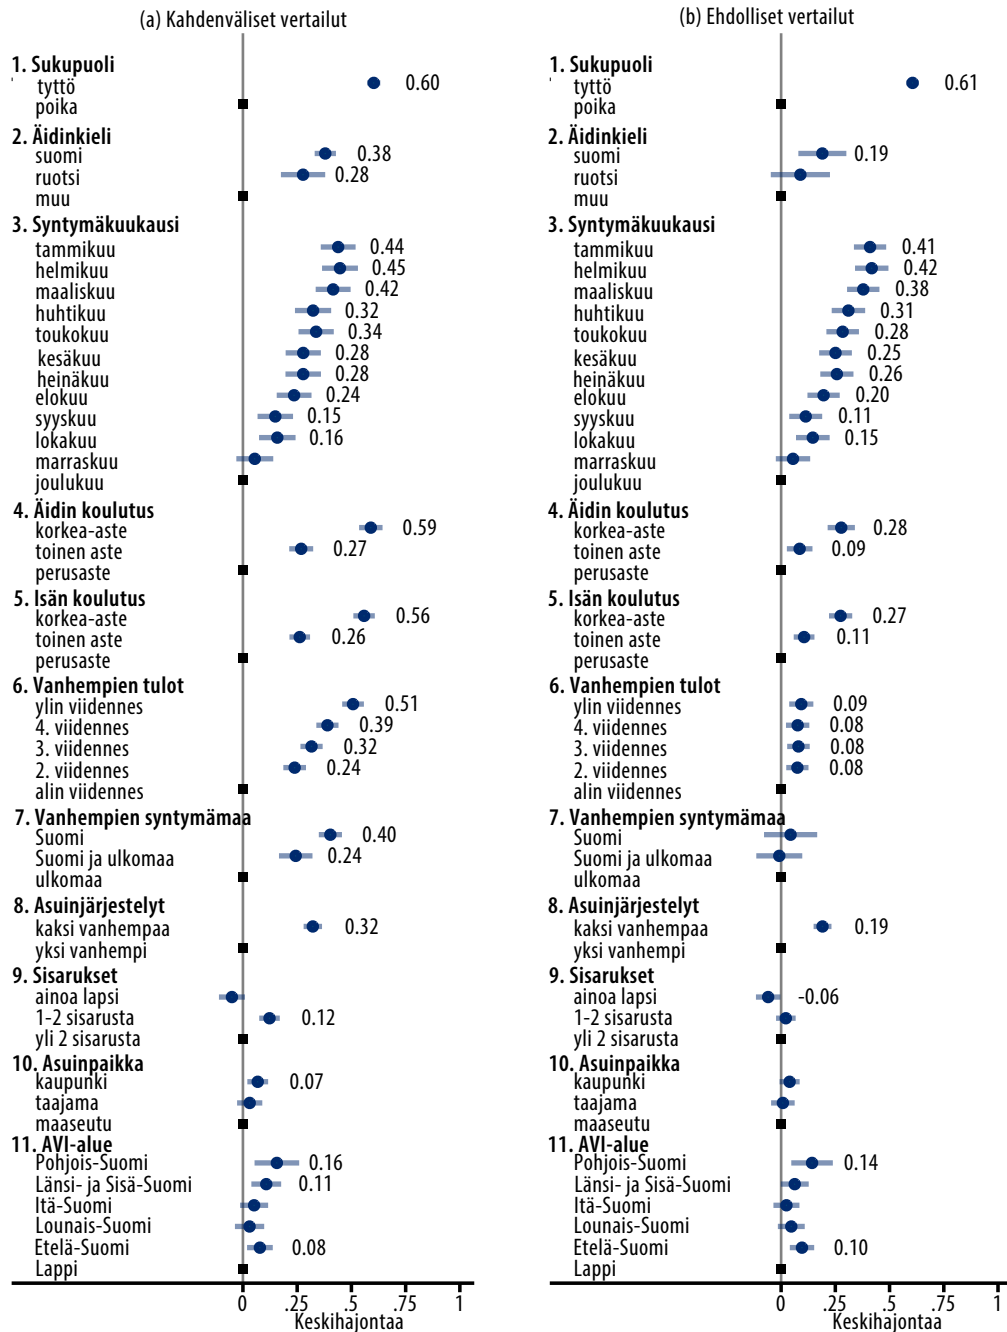 (a) Kahdenväliset vertailut
1. Sukupuoli
tyttö 0.60
poika
2. Äidinkieli
suomi 0.38
ruotsi 0.28
muu
3. Syntymäkuukausi
tammikuu 0.44
helmikuu 0.45
maaliskuu 0.42
huhtikuu 0.32
toukokuu 0.34
kesäkuu 0.28
heinäkuu 0.28
elokuu 0.24
syyskuu 0.15
lokakuu 0.16
marraskuu
joulukuu
4. Äidin koulutus
korkea-aste 0.59
toinen aste 0.27
perusaste
5. Isän koulutus
korkea-aste 0.56
toinen aste 0.26
perusaste
6. Vanhempien tulot
ylin viidennes 0.51
4. viidennes 0.39
3. viidennes 0.32
2. viidennes 0.24
alin viidennes
7. Vanhempien syntymämaa
Suomi 0.40
Suomi ja ulkomaa 0.24
ulkomaa
8. Asuinjärjestelyt
kaksi vanhempaa 0.32
yksi vanhempi
9. Sisarukset
ainoa lapsi
1-2 sisarusta 0.12
yli 2 sisarusta
10. Asuinpaikka
kaupunki 0.07
taajama
maaseutu
11. AVI-alue
Pohjois-Suomi 0.16
Länsi- ja Sisä-Suomi 0.11
Itä-Suomi
Lounais-Suomi
Etelä-Suomi 0.08
Lappi
0 .25 .5 .75 1
Keskihajontaa
(b) Ehdolliset vertailut
1. Sukupuoli
tyttö 0.61
poika
2. Äidinkieli
suomi 0.19
ruotsi
muu
3. Syntymäkuukausi
tammikuu 0.41
helmikuu 0.42
maaliskuu 0.38
huhtikuu 0.31
toukokuu 0.28
kesäkuu 0.25
heinäkuu 0.26
elokuu 0.20
syyskuu 0.11
lokakuu 0.15
marraskuu
joulukuu
4. Äidin koulutus
korkea-aste 0.28
toinen aste 0.09
perusaste
5. Isän koulutus
korkea-aste 0.27
toinen aste 0.11
perusaste
6. Vanhempien tulot
ylin viidennes 0.09
4. viidennes 0.08
3. viidennes 0.08
2. viidennes 0.08
alin viidennes
7. Vanhempien syntymämaa
Suomi
Suomi ja ulkomaa
ulkomaa
8. Asuinjärjestelyt
kaksi vanhempaa 0.19
yksi vanhempi
9. Sisarukset
ainoa lapsi -0.06
1-2 sisarusta
yli 2 sisarusta
10. Asuinpaikka
kaupunki
taajama
maaseutu
11. AVI-alue
Pohjois-Suomi 0.14
Länsi- ja Sisä-Suomi
Itä-Suomi
Lounais-Suomi
Etelä-Suomi 0.10
Lappi
0 .25 .5 .75 1
Keskihajontaa